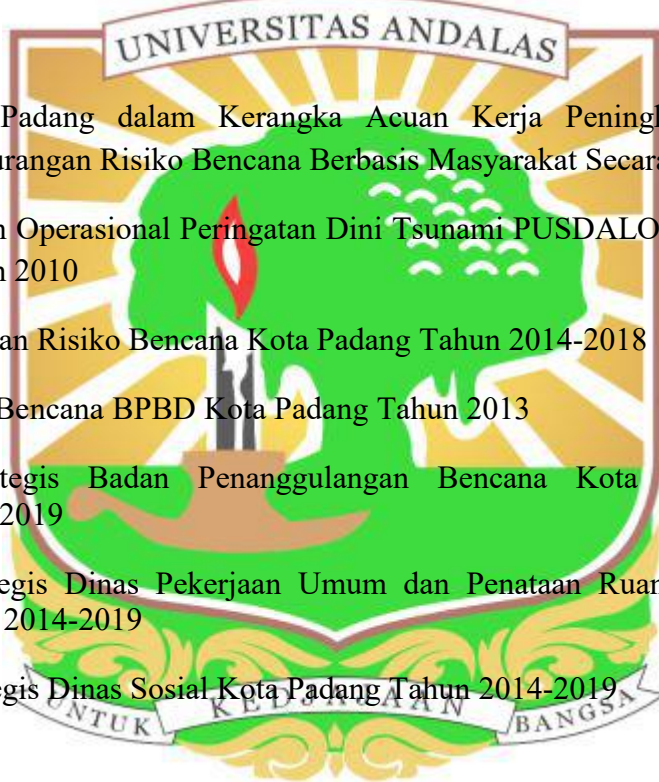 UNIVERSITAS ANDALAS
Padang dalam Kerangka Acuan Kerja Peningk
urangan Risiko Bencana Berbasis Masyarakat Secara
n Operasional Peringatan Dini Tsunami PUSDALO
n 2010
an Risiko Bencana Kota Padang Tahun 2014-2018
Bencana BPBD Kota Padang Tahun 2013
tegis Badan Penanggulangan Bencana Kota
2019
egis Dinas Pekerjaan Umum dan Penataan Ruan
2014-2019
egis Dinas Sosial Kota Padang Tahun 2014-2019
UNTUK KEDJAJAAN BANGSA